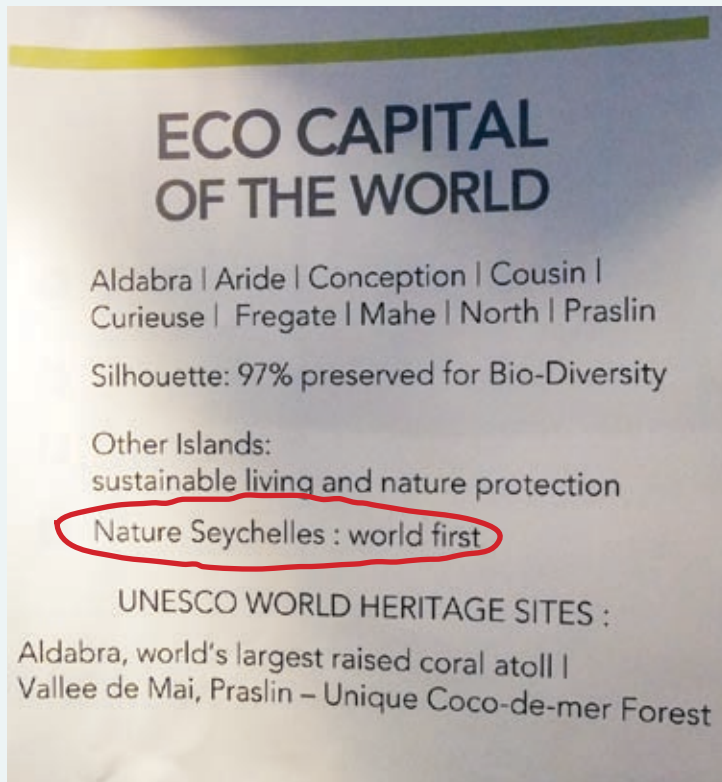 ECO CAPITAL
OF THE WORLD
Aldabra | Aride | Conception | Cousin |
Curieuse | Fregate | Mahe | North | Praslin
Silhouette: 97% preserved for Bio-Diversity
Other Islands:
sustainable living and nature protection
Nature Seychelles : world first
UNESCO WORLD HERITAGE SITES :
Aldabra, world's largest raised coral atoll |
Vallee de Mai, Praslin – Unique Coco-de-mer Forest